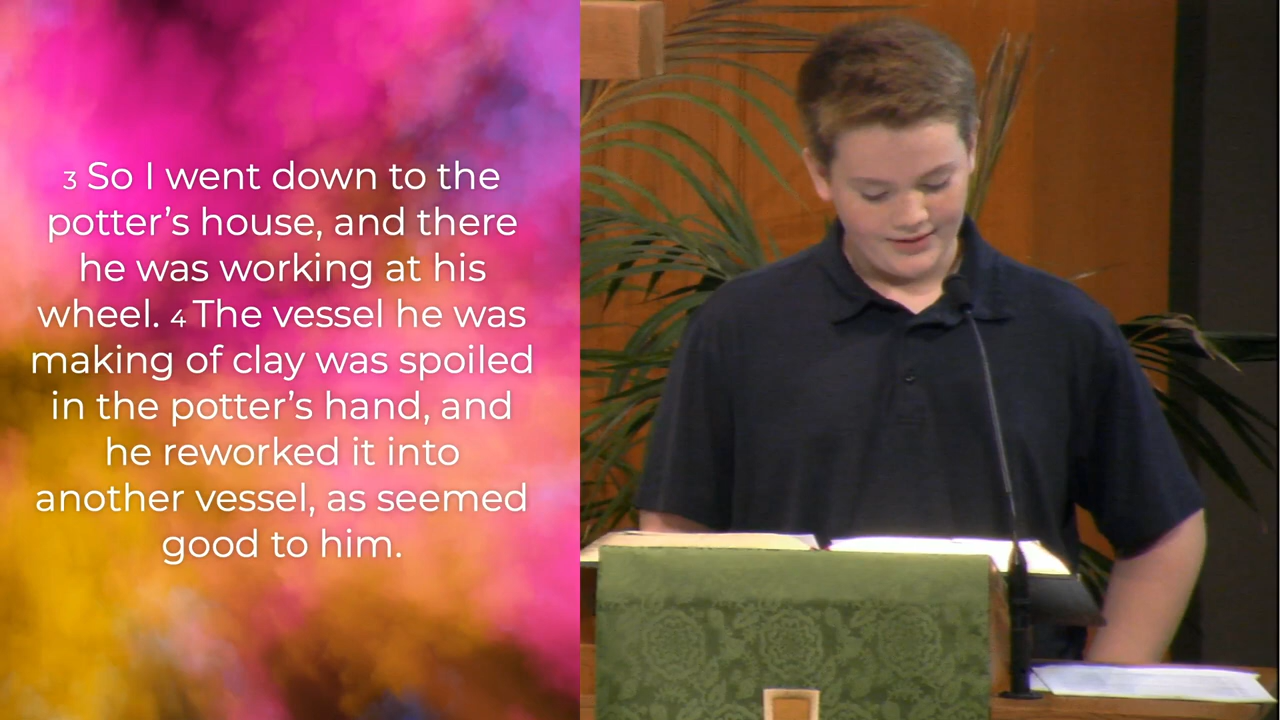 3 So I went down to the
potter’s house, and there
he was working at his
wheel. 4 The vessel he was
making of clay was spoiled
in the potter’s hand, and
he reworked it into
another vessel, as seemed
good to him.